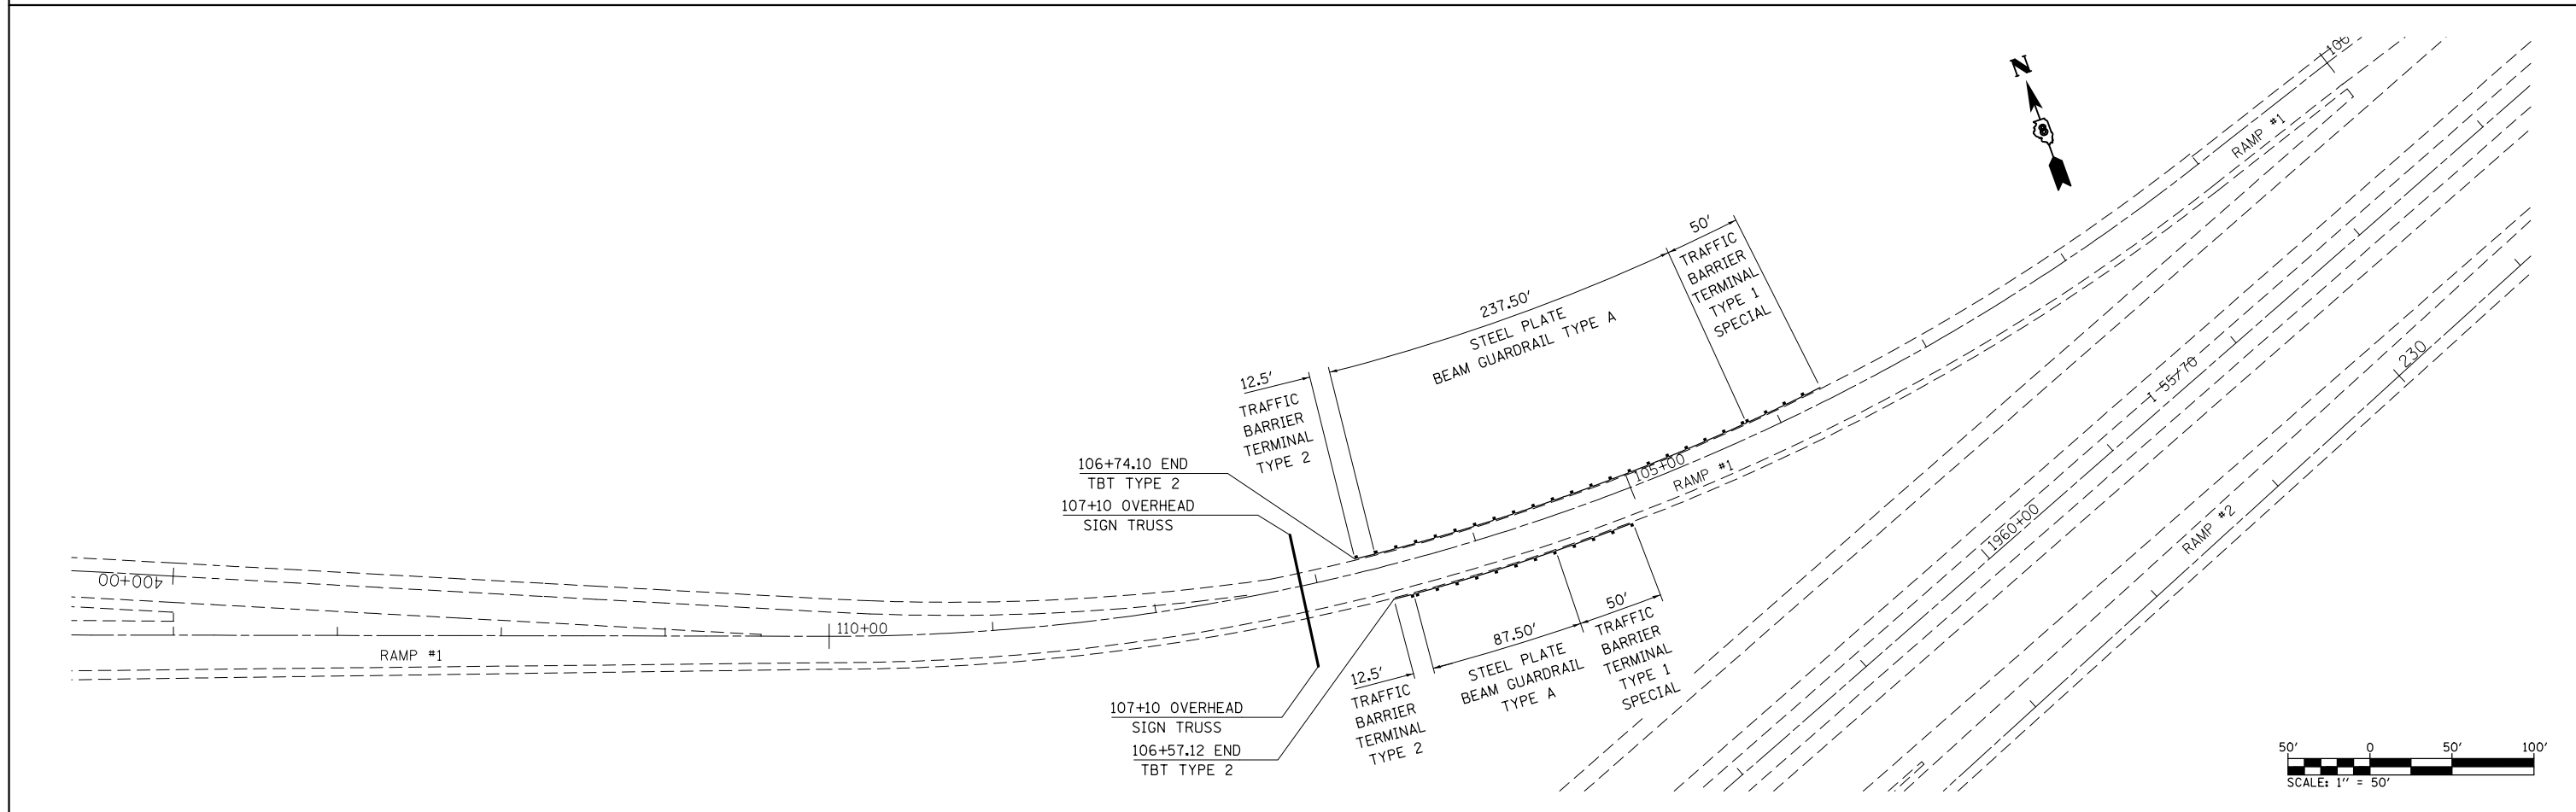 N
8
100
RAMP #1
50'
TRAFFIC
BARRIER
TERMINAL
TYPE 1
SPECIAL
237.50'
STEEL PLATE
BEAM GUARDRAIL TYPE A
12.5'
TRAFFIC
BARRIER
TERMINAL
TYPE 2
106+74.10 END
TBT TYPE 2
107+10 OVERHEAD
SIGN TRUSS
105+00
RAMP #1
I 55/70
230
1960+00
RAMP #2
400+00
110+00
RAMP #1
12.5'
TRAFFIC
BARRIER
TERMINAL
TYPE 2
87.50'
STEEL PLATE
BEAM GUARDRAIL
TYPE A
50'
TRAFFIC
BARRIER
TERMINAL
TYPE 1
SPECIAL
107+10 OVERHEAD
SIGN TRUSS
106+57.12 END
TBT TYPE 2
50' 0 50' 100'
SCALE: 1" = 50'